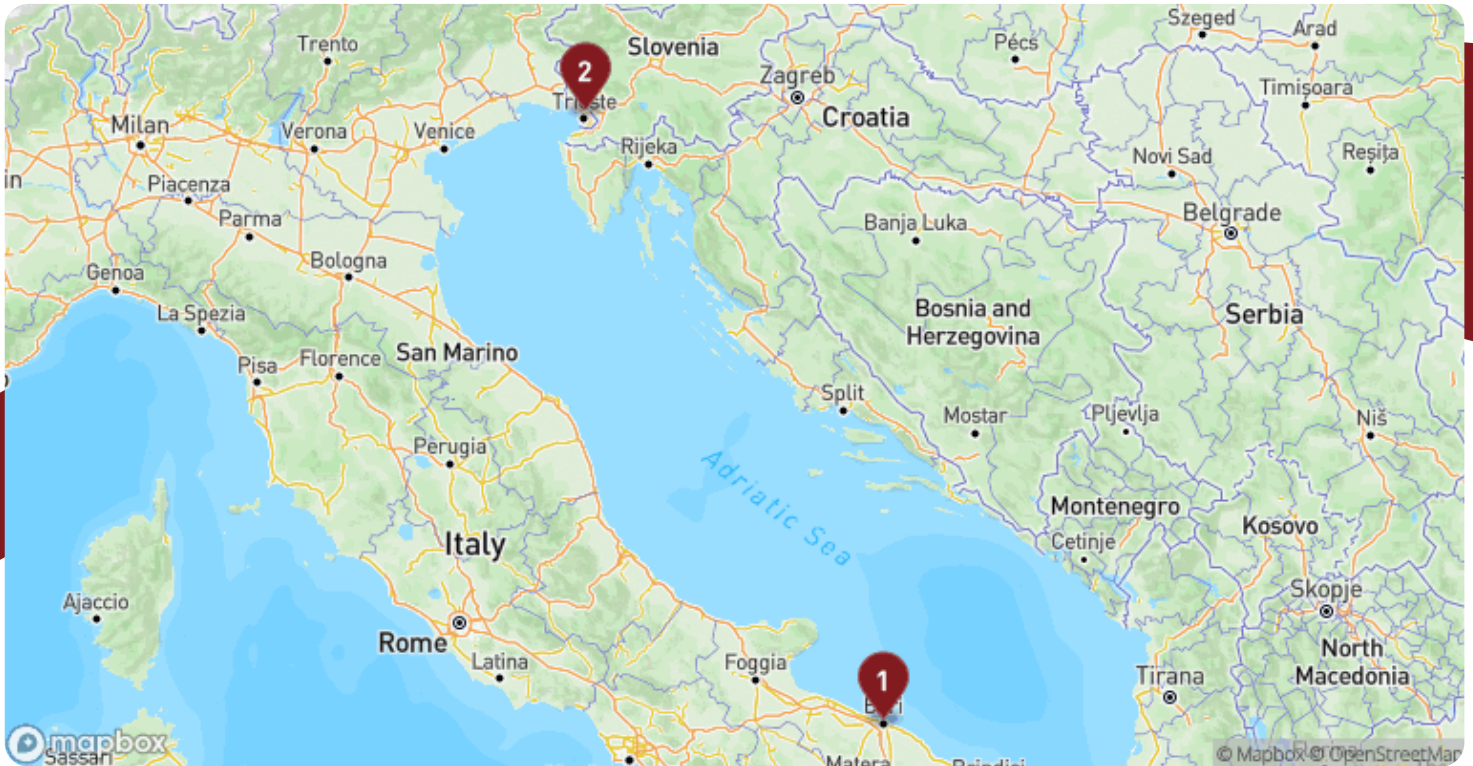 Szeged
Arad
Trento
Slovenia
Pécs
2
Zagreb
Timișoara
Trieste
Milan
Verona
Venice
Croatia
Rijeka
Novi Sad
Reșița
in
Piacenza
Parma
Banja Luka
Belgrade
Bologna
Genoa
La Spezia
Bosnia and
Herzegovina
Serbia
San Marino
Pisa
Florence
Split
Mostar
Pljevlja
Niš
Perugia
Adriatic Sea
Montenegro
Kosovo
Italy
Cetinje
Ajaccio
Skopje
Rome
Latina
Foggia
North
Macedonia
1
Tirana
Bari
mapbox
Sassari
Matera
Brindisi
© Mapbox © OpenStreetMap